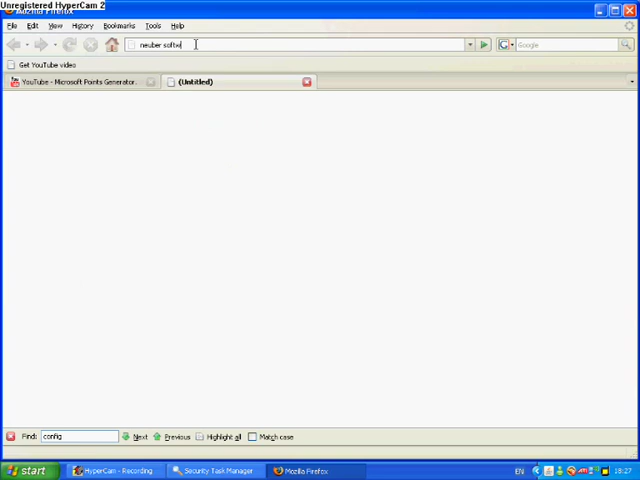 Unregistered HyperCam 2
Mozilla Firefox
File Edit View History Bookmarks Tools Help
neuber softw
Google
Get YouTube video
YouTube - Microsoft Points Generator.
(Untitled)
Find: config Next Previous Highlight all Match case
start HyperCam - Recording Security Task Manager Mozilla Firefox EN 18:27